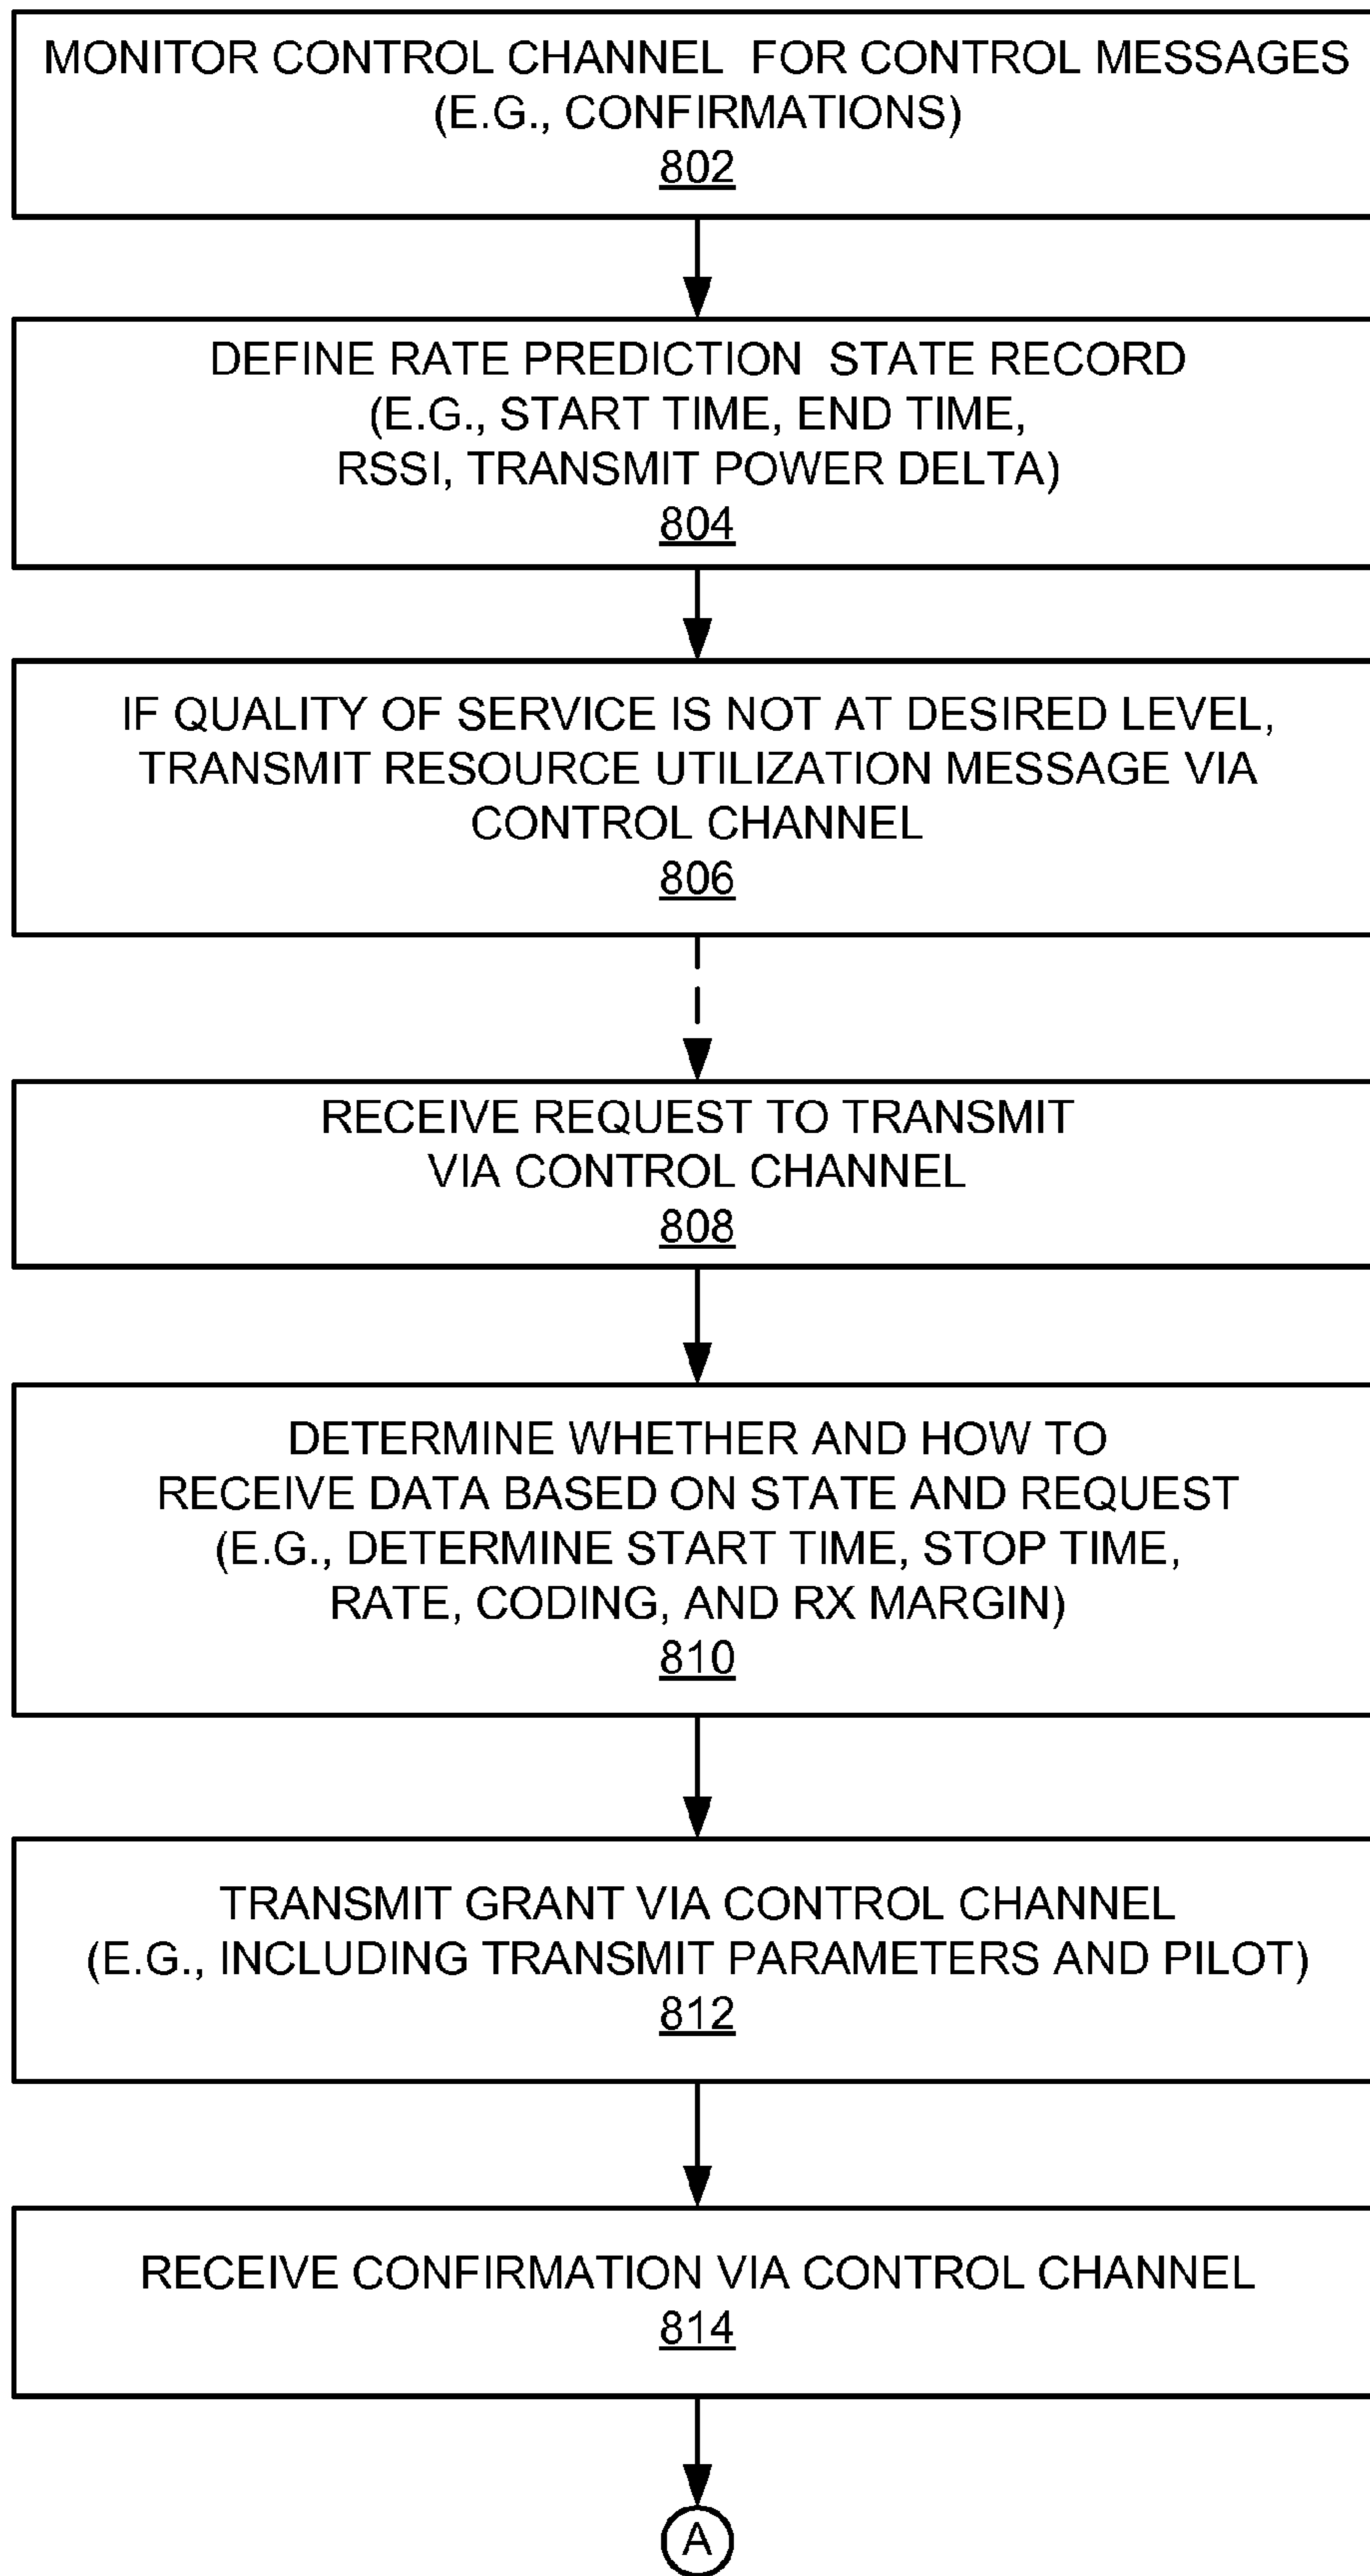 MONITOR CONTROL CHANNEL FOR CONTROL MESSAGES
(E.G., CONFIRMATIONS)
802
DEFINE RATE PREDICTION STATE RECORD
(E.G., START TIME, END TIME,
RSSI, TRANSMIT POWER DELTA)
804
IF QUALITY OF SERVICE IS NOT AT DESIRED LEVEL,
TRANSMIT RESOURCE UTILIZATION MESSAGE VIA
CONTROL CHANNEL
806
RECEIVE REQUEST TO TRANSMIT
VIA CONTROL CHANNEL
808
DETERMINE WHETHER AND HOW TO
RECEIVE DATA BASED ON STATE AND REQUEST
(E.G., DETERMINE START TIME, STOP TIME,
RATE, CODING, AND RX MARGIN)
810
TRANSMIT GRANT VIA CONTROL CHANNEL
(E.G., INCLUDING TRANSMIT PARAMETERS AND PILOT)
812
RECEIVE CONFIRMATION VIA CONTROL CHANNEL
814
A